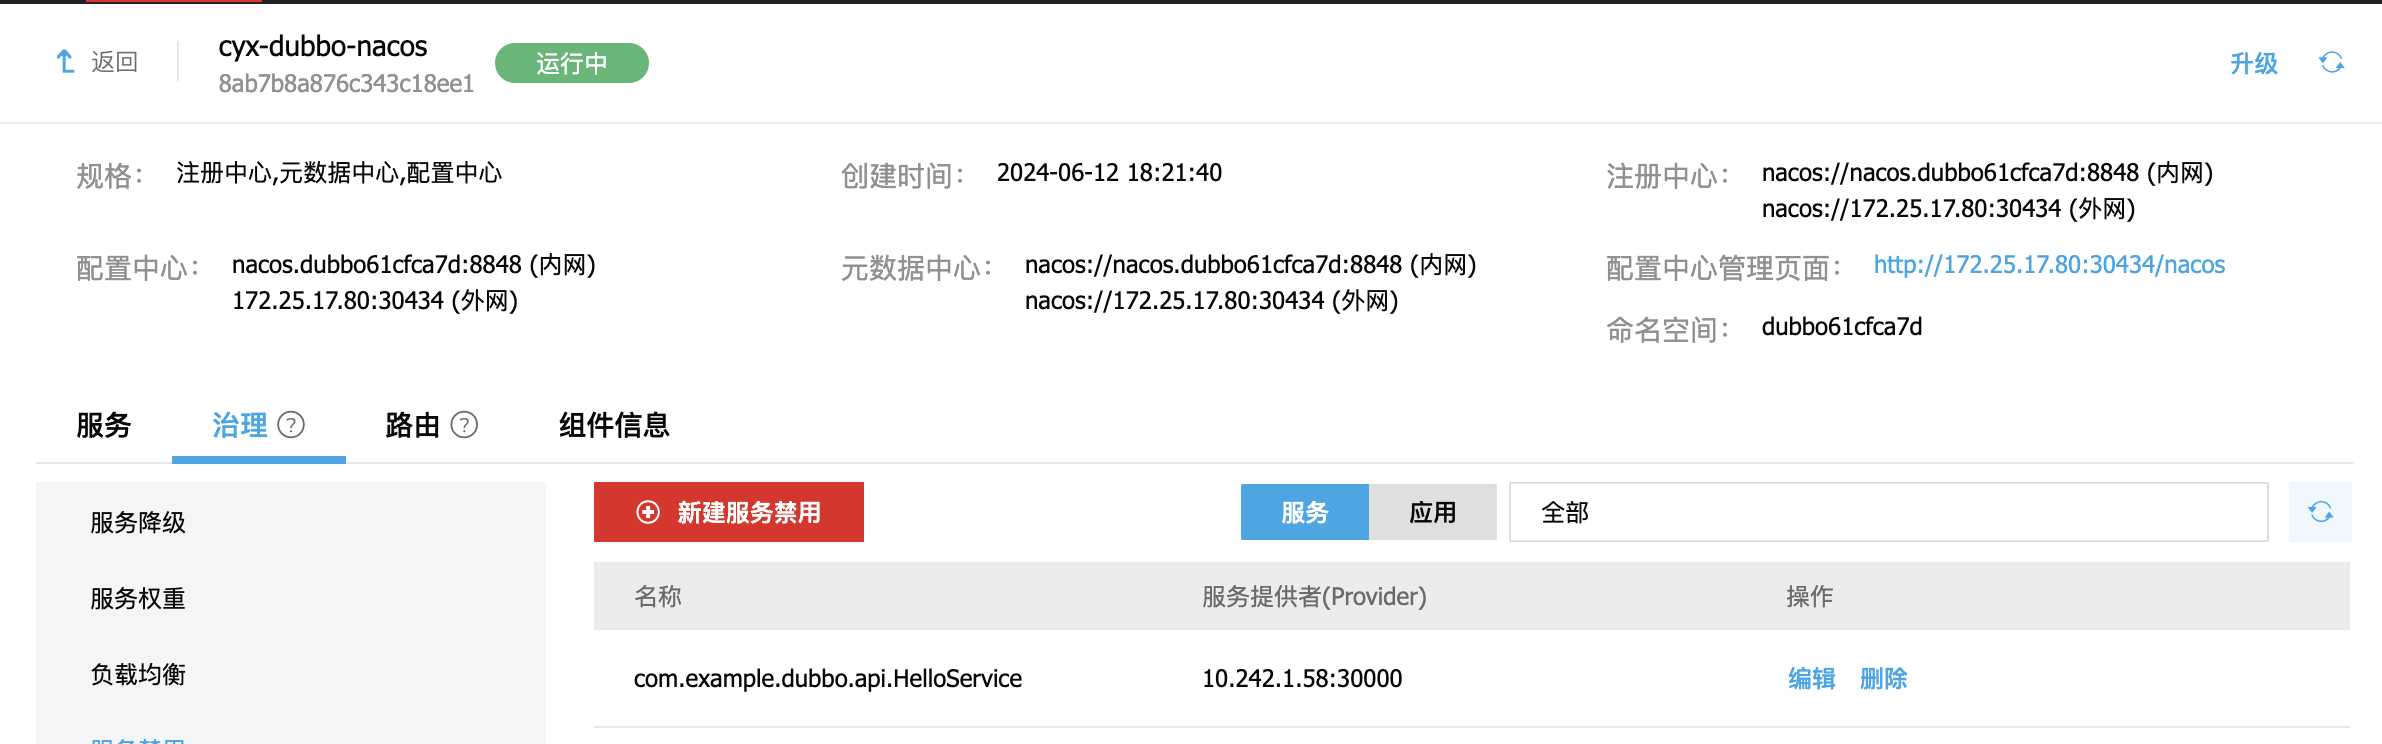 返回
cyx-dubbo-nacos
运行中
8ab7b8a876c343c18ee1
升级
规格： 注册中心,元数据中心,配置中心
创建时间： 2024-06-12 18:21:40
注册中心： nacos://nacos.dubbo61cfca7d:8848 (内网)
nacos://172.25.17.80:30434 (外网)
配置中心： nacos.dubbo61cfca7d:8848 (内网)
172.25.17.80:30434 (外网)
元数据中心： nacos://nacos.dubbo61cfca7d:8848 (内网)
nacos://172.25.17.80:30434 (外网)
配置中心管理页面： http://172.25.17.80:30434/nacos
命名空间： dubbo61cfca7d
服务 治理 ? 路由 ? 组件信息
服务降级
服务权重
负载均衡
新建服务禁用
服务 应用 全部
名称 服务提供者(Provider) 操作
com.example.dubbo.api.HelloService 10.242.1.58:30000 编辑 删除